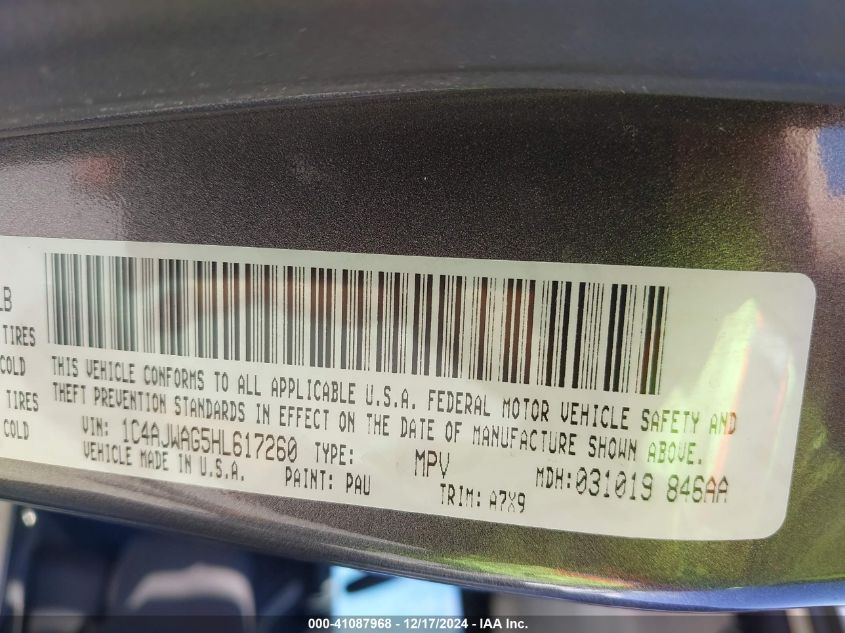 LB
TIRES
COLD
TIRES
COLD
THIS VEHICLE CONFORMS TO ALL APPLICABLE U.S.A. FEDERAL MOTOR VEHICLE SAFETY AND
THEFT PREVENTION STANDARDS IN EFFECT ON THE DATE OF MANUFACTURE SHOWN ABOVE.
VIN: 1C4AJWAG5HL617260 TYPE: MPV MDH:031019 846AA
VEHICLE MADE IN U.S.A. PAINT: PAU TRIM: A7X9
000-41087968 | 12/17/2024 - IAA Inc.